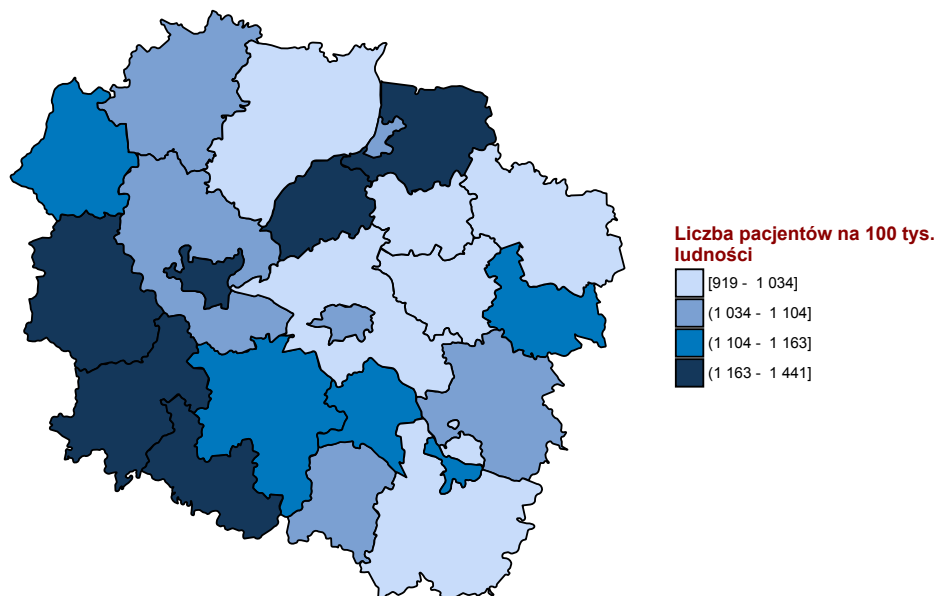 Liczba pacjentów na 100 tys.
ludności
[919 - 1 034]
(1 034 - 1 104]
(1 104 - 1 163]
(1 163 - 1 441]